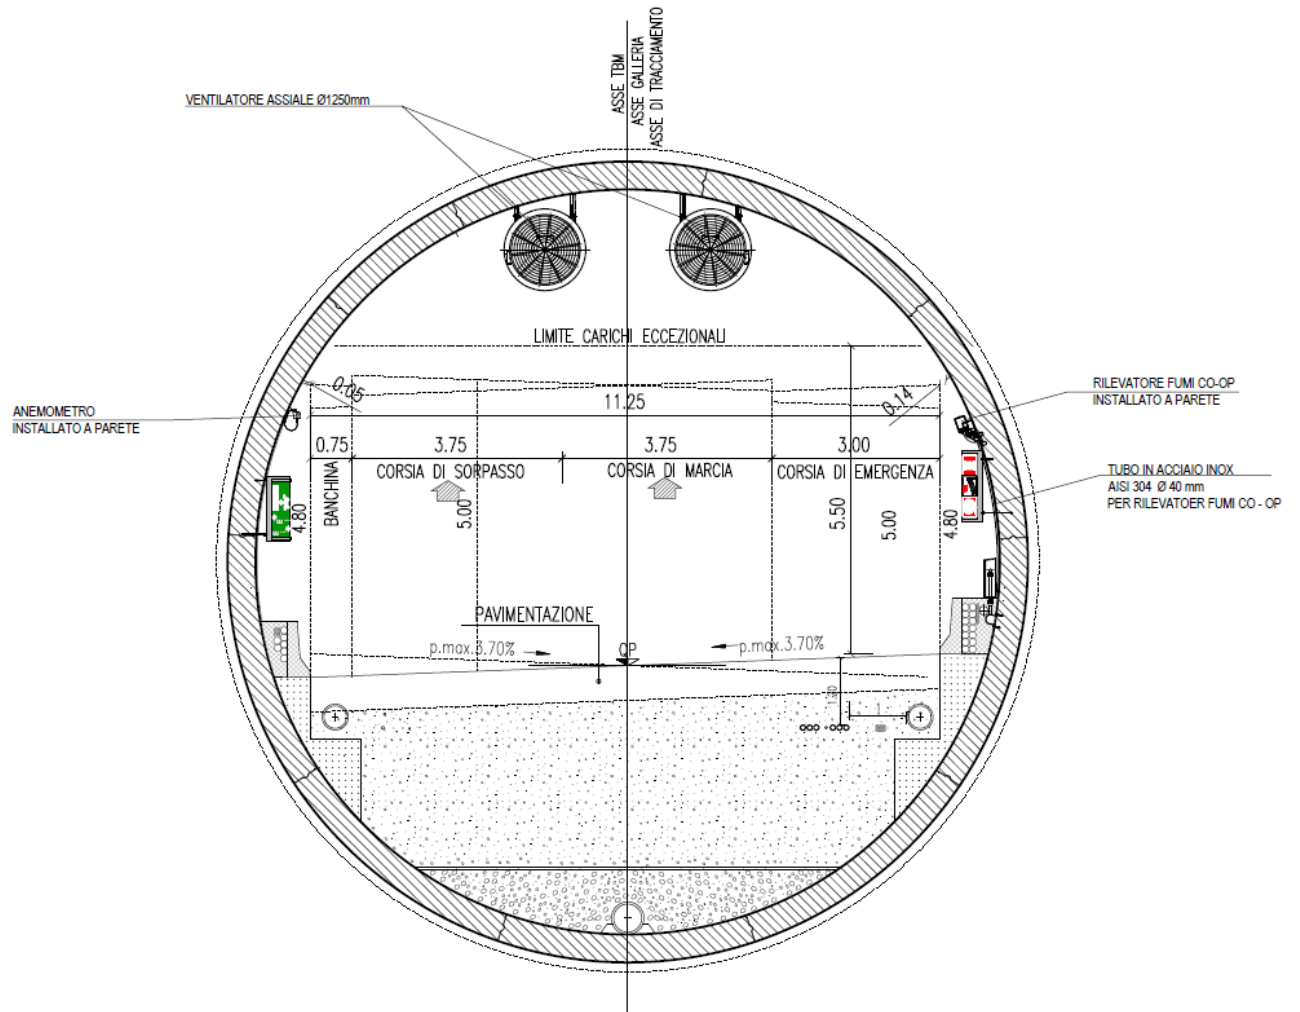 ASSE TBM
ASSE GALLERIA
ASSE DI TRACCIAMENTO
VENTILATORE ASSIALE Ø1250mm
LIMITE CARICHI ECCEZIONALI
0.05
11.25
0.14
RILEVATORE FUMI CO-OP
INSTALLATO A PARETE
ANEMOMETRO
INSTALLATO A PARETE
0.75
3.75
3.75
3.00
BANCHINA
CORSIA DI SORPASSO
CORSIA DI MARCIA
CORSIA DI EMERGENZA
TUBO IN ACCIAIO INOX
AISI 304 Ø 40 mm
PER RILEVATOER FUMI CO - OP
4.80
5.00
5.50
5.00
4.80
PAVIMENTAZIONE
p.max.3.70%
QP
p.max.3.70%